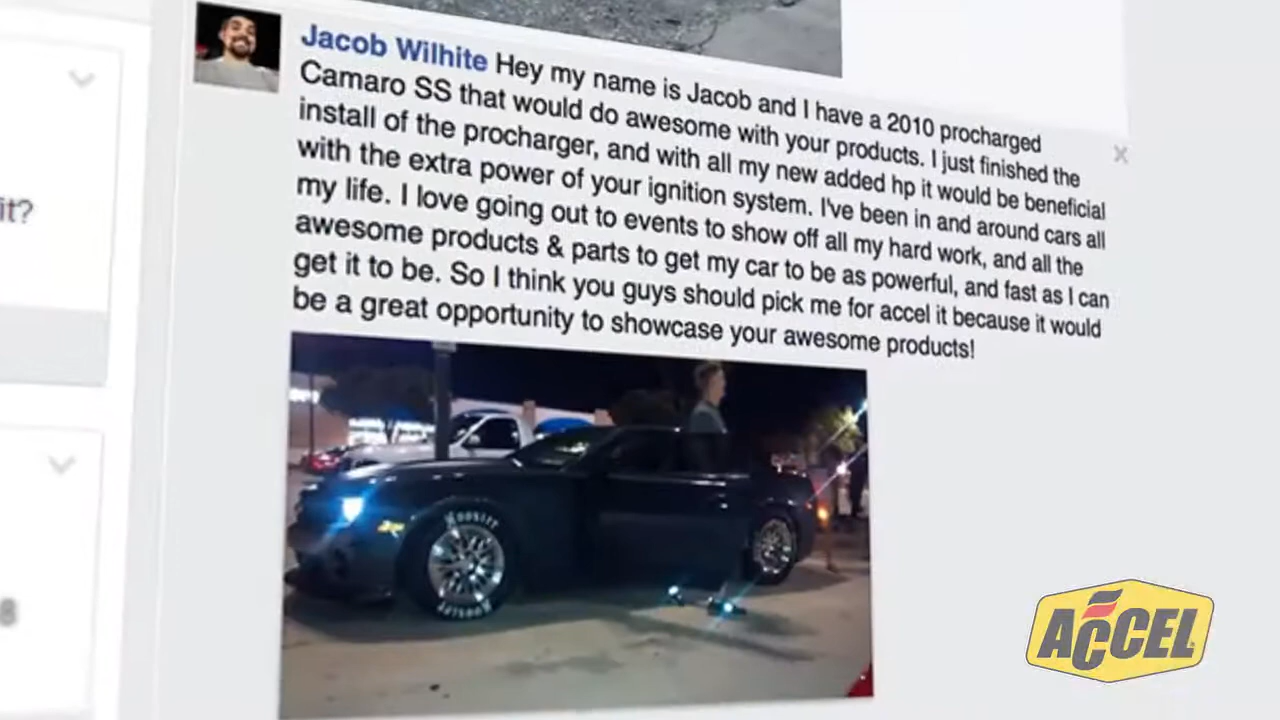 Jacob Wilhite Hey my name is Jacob and I have a 2010 procharged
Camaro SS that would do awesome with your products. I just finished the
install of the procharger, and with all my new added hp it would be beneficial
with the extra power of your ignition system. I've been in and around cars all
my life. I love going out to events to show off all my hard work, and all the
awesome products & parts to get my car to be as powerful, and fast as I can
get it to be. So I think you guys should pick me for accel it because it would
be a great opportunity to showcase your awesome products!
it?
8
HOOSIER
HOOSIER
ACCEL